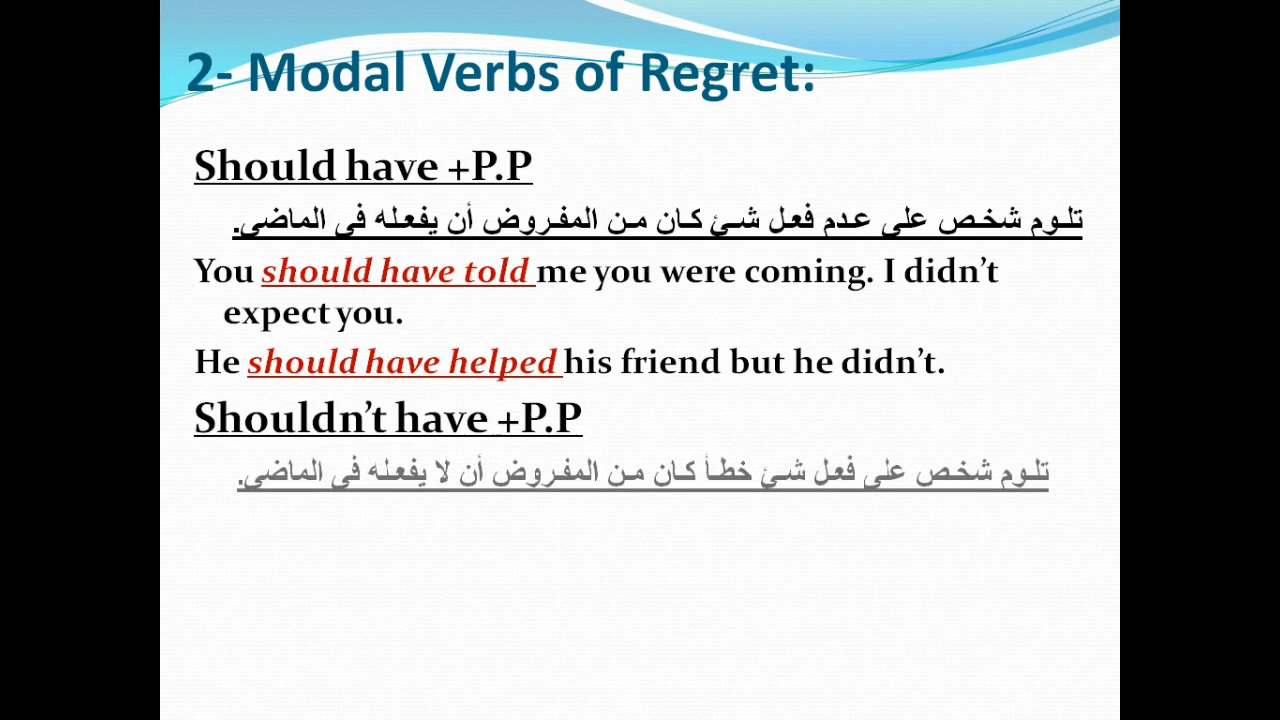 2- Modal Verbs of Regret:
Should have +P.P
تلوم شخص على عدم فعل شئ كان من المفروض أن يفعله فى الماضى.
You should have told me you were coming. I didn’t
expect you.
He should have helped his friend but he didn’t.
Shouldn’t have +P.P
تلوم شخص على فعل شئ خطأ كان من المفروض أن لا يفعله فى الماضى.